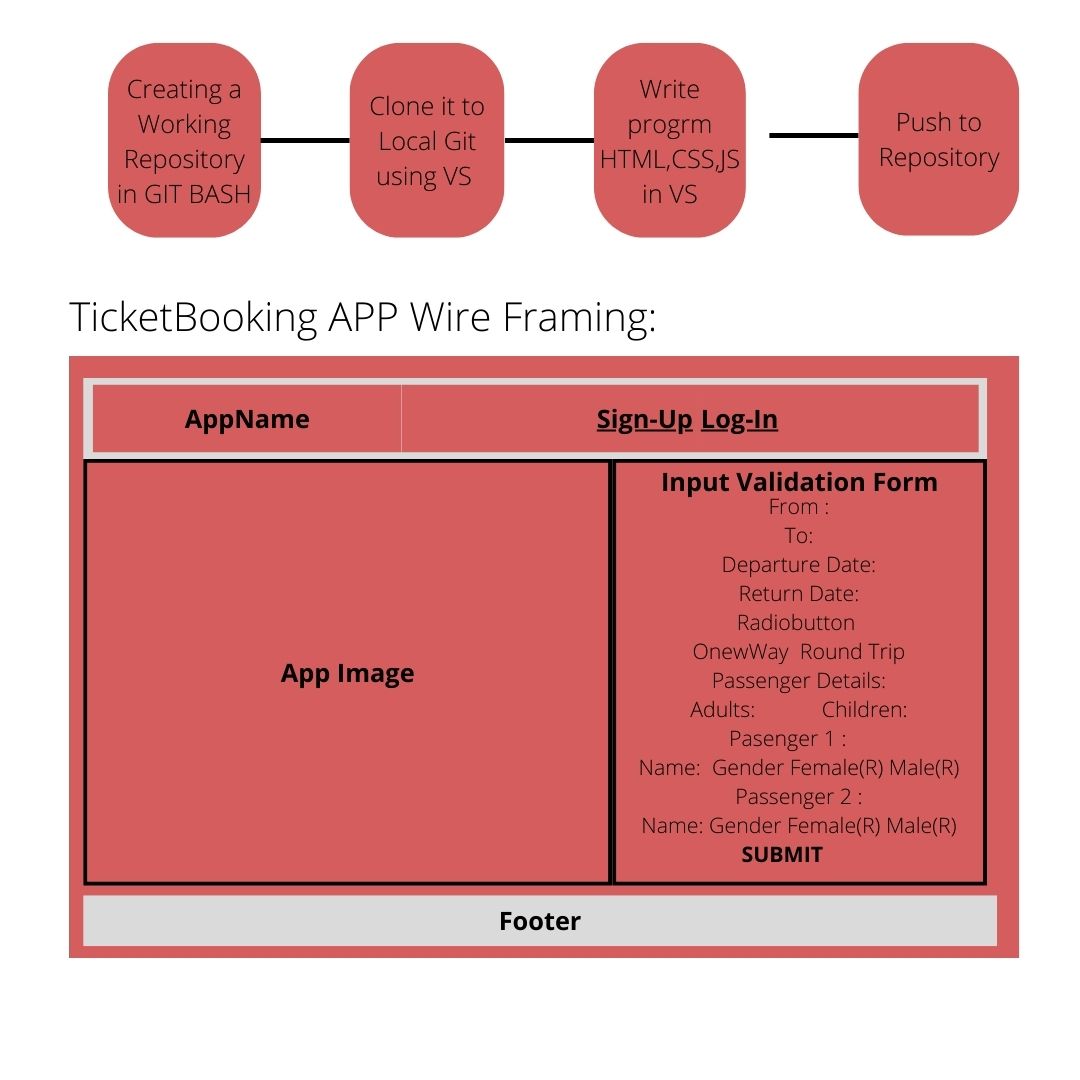 Creating a
Working
Repository
in GIT BASH
Clone it to
Local Git
using VS
Write
progrm
HTML,CSS,JS
in VS
Push to
Repository
TicketBooking APP Wire Framing:
AppName
Sign-Up Log-In
App Image
Input Validation Form
From :
To:
Departure Date:
Return Date:
Radiobutton
OnewWay  Round Trip
Passenger Details:
Adults:          Children:
Pasenger 1 :
Name:  Gender Female(R) Male(R)
Passenger 2 :
Name: Gender Female(R) Male(R)
SUBMIT
Footer